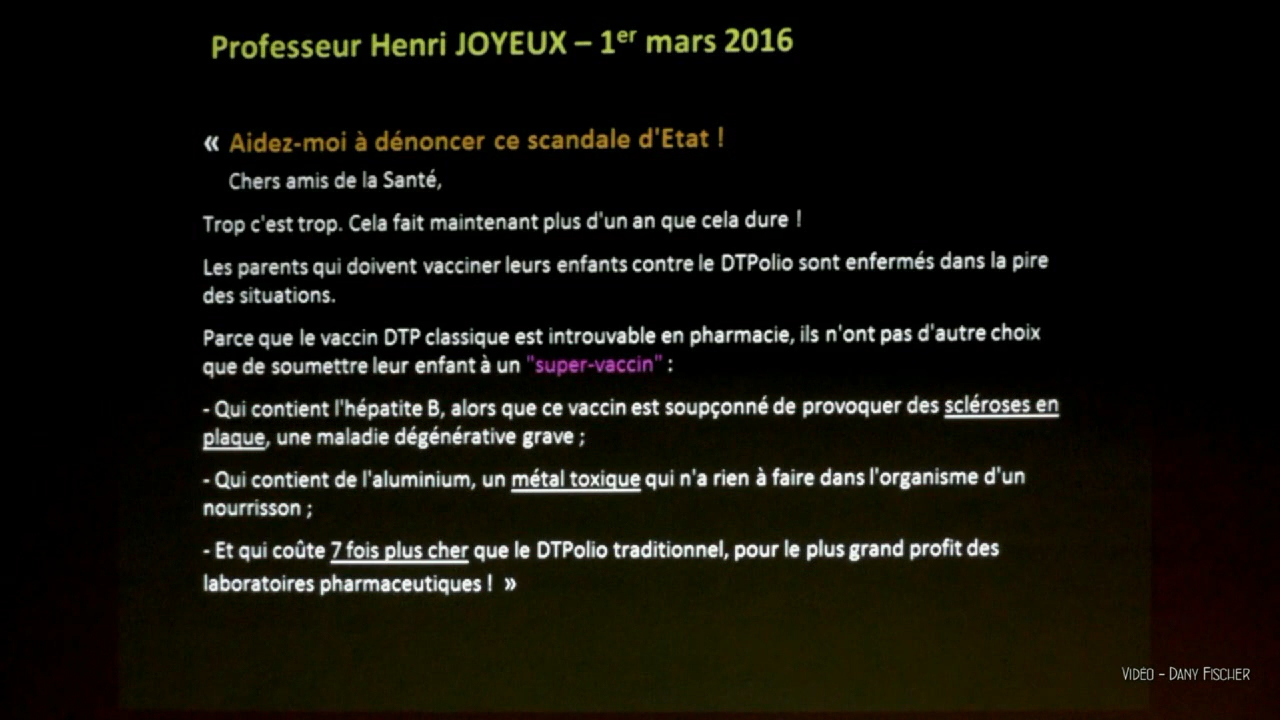 Professeur Henri JOYEUX – 1er mars 2016
« Aidez-moi à dénoncer ce scandale d'Etat !
Chers amis de la Santé,
Trop c'est trop. Cela fait maintenant plus d'un an que cela dure !
Les parents qui doivent vacciner leurs enfants contre le DTPolio sont enfermés dans la pire
des situations.
Parce que le vaccin DTP classique est introuvable en pharmacie, ils n'ont pas d'autre choix
que de soumettre leur enfant à un "super-vaccin" :
- Qui contient l'hépatite B, alors que ce vaccin est soupçonné de provoquer des scléroses en
plaque, une maladie dégénérative grave ;
- Qui contient de l'aluminium, un métal toxique qui n'a rien à faire dans l'organisme d'un
nourrisson ;
- Et qui coûte 7 fois plus cher que le DTPolio traditionnel, pour le plus grand profit des
laboratoires pharmaceutiques ! »
Vidéo - Dany Fischer